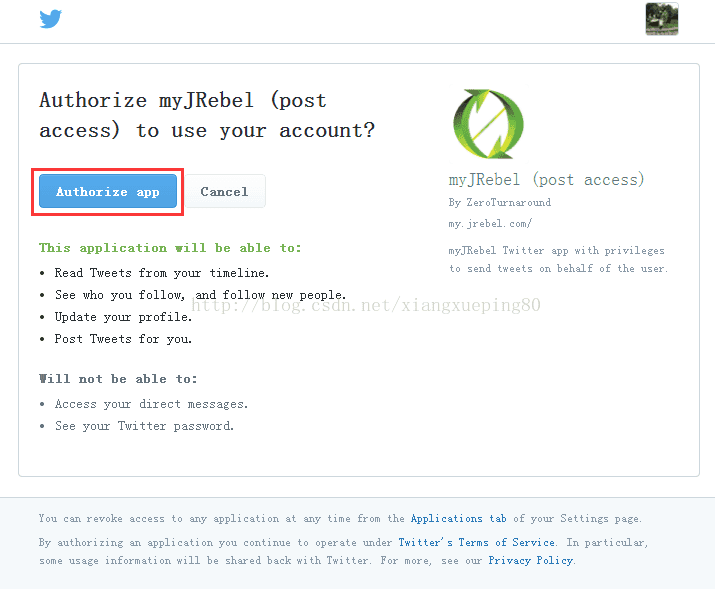 Authorize myJRebel (post
access) to use your account?
Authorize app
Cancel
This application will be able to:
• Read Tweets from your timeline.
• See who you follow, and follow new people.
• Update your profile.
• Post Tweets for you.
Will not be able to:
• Access your direct messages.
• See your Twitter password.
myJRebel (post access)
By ZeroTurnaround
my.jrebel.com/
myJRebel Twitter app with privileges
to send tweets on behalf of the user.
http://blog.csdn.net/xiangxueping80
You can revoke access to any application at any time from the Applications tab of your Settings page.
By authorizing an application you continue to operate under Twitter's Terms of Service. In particular,
some usage information will be shared back with Twitter. For more, see our Privacy Policy.